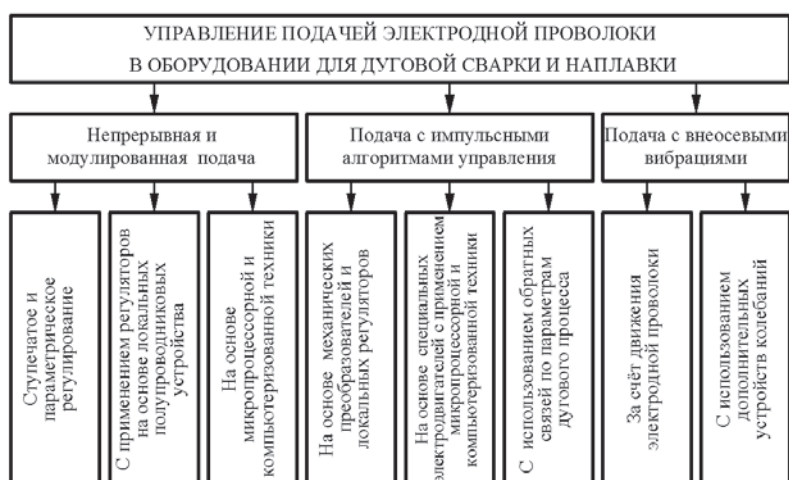 УПРАВЛЕНИЕ ПОДАЧЕЙ ЭЛЕКТРОДНОЙ ПРОВОЛОКИ
В ОБОРУДОВАНИИ ДЛЯ ДУГОВОЙ СВАРКИ И НАПЛАВКИ
Непрерывная и
модулированная подача
Подача с импульсными
алгоритмами управления
Подача с внеосевыми
вибрациями
Ступечатое и
параметрическое
регулирование
С применением регуляторов
на основе локальных
полупроводниковых
устройства
На основе
микропроцессорной и
компьютеризованной техники
На основе механических
преобразователей и
локальных регуляторов
На основе специальных
электродвигателей с применением
микропроцессорной и
компьютеризованной техники
С использованием обратных
связей по параметрам
дугового процесса
За счёт движения
электродной проволоки
С использованием
дополнительных
устройств колебаний